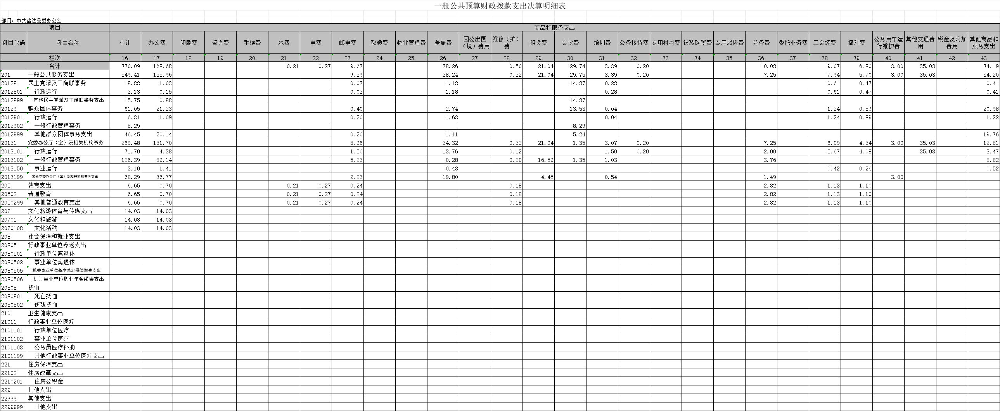 一般公共预算财政拨款支出决算明细表
部门：中共盐边县委办公室
项目 商品和服务支出
科目代码 科目名称 小计 办公费 印刷费 咨询费 手续费 水费 电费 邮电费 取暖费 物业管理费 差旅费 因公出国（境）费用 维修（护）费 租赁费 会议费 培训费 公务接待费 专用材料费 被装购置费 专用燃料费 劳务费 委托业务费 工会经费 福利费 公务用车运行维护费 其他交通费用 税金及附加费用 其他商品和服务支出
栏次 16 17 18 19 20 21 22 23 24 25 26 27 28 29 30 31 32 33 34 35 36 37 38 39 40 41 42 43
合计 370.09 168.68 0.21 0.27 9.63 38.26 0.50 21.04 29.74 3.39 0.20 10.08 9.07 6.80 3.00 35.03 34.19
201 一般公共服务支出 349.41 153.96 9.39 38.24 0.32 21.04 29.75 3.39 0.20 7.25 7.94 5.70 3.00 35.03 34.20
20128 民主党派及工商联事务 18.88 1.03 0.03 1.18 14.87 0.28 0.61 0.47 0.41
2012801 行政运行 3.13 0.15 0.03 1.18 0.28 0.61 0.47 0.41
2012899 其他民主党派及工商联事务支出 15.75 0.88 14.87
20129 群众团体事务 61.05 21.23 0.40 2.74 13.53 0.04 1.24 0.89 20.98
2012901 行政运行 6.31 1.09 0.20 1.63 0.04 1.24 0.89 1.22
2012902 一般行政管理事务 8.29 8.29
2012999 其他群众团体事务支出 46.45 20.14 0.20 1.11 5.24 19.76
20131 党委办公厅（室）及相关机构事务 269.48 131.70 8.96 34.32 0.32 21.04 1.35 3.07 0.20 7.25 6.09 4.34 3.00 35.03 12.81
2013101 行政运行 71.70 4.38 1.50 13.76 0.12 1.50 0.20 2.00 5.67 4.08 35.03 3.47
2013102 一般行政管理事务 126.39 89.14 5.23 0.28 0.20 16.59 1.35 1.03 3.76 8.82
2013150 事业运行 3.10 1.41 0.48 0.42 0.26 0.52
2013199 其他党委办公厅（室）及相关机构事务支出 68.29 36.77 2.23 19.80 4.45 0.54 1.49 3.00
205 教育支出 6.65 0.70 0.21 0.27 0.24 0.18 2.82 1.13 1.10
20502 普通教育 6.65 0.70 0.21 0.27 0.24 0.18 2.82 1.13 1.10
2050299 其他普通教育支出 6.65 0.70 0.21 0.27 0.24 0.18 2.82 1.13 1.10
207 文化旅游体育与传媒支出 14.03 14.03
20701 文化和旅游 14.03 14.03
2070108 文化活动 14.03 14.03
208 社会保障和就业支出
20805 行政事业单位养老支出
2080501 行政单位离退休
2080502 事业单位离退休
2080505 机关事业单位基本养老保险缴费支出
2080506 机关事业单位职业年金缴费支出
20808 抚恤
2080801 死亡抚恤
2080802 伤残抚恤
210 卫生健康支出
21011 行政事业单位医疗
2101101 行政单位医疗
2101102 事业单位医疗
2101103 公务员医疗补助
2101199 其他行政事业单位医疗支出
221 住房保障支出
22102 住房改革支出
2210201 住房公积金
229 其他支出
22999 其他支出
2299999 其他支出